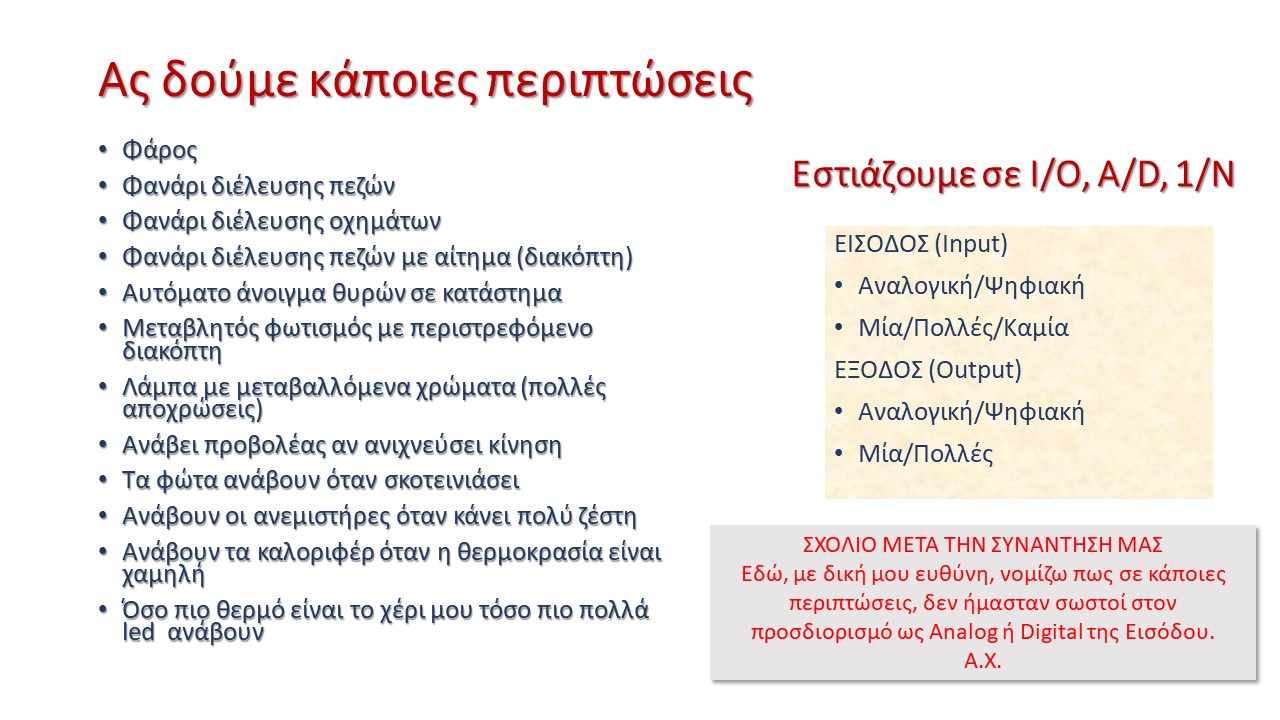 Ας δούμε κάποιες περιπτώσεις
• Φάρος
• Φανάρι διέλευσης πεζών
• Φανάρι διέλευσης οχημάτων
• Φανάρι διέλευσης πεζών με αίτημα (διακόπτη)
• Αυτόματο άνοιγμα θυρών σε κατάστημα
• Μεταβλητός φωτισμός με περιστρεφόμενο
διακόπτη
• Λάμπα με μεταβαλλόμενα χρώματα (πολλές
αποχρώσεις)
• Ανάβει προβολέας αν ανιχνεύσει κίνηση
• Τα φώτα ανάβουν όταν σκοτεινιάσει
• Ανάβουν οι ανεμιστήρες όταν κάνει πολύ ζέστη
• Ανάβουν τα καλοριφέρ όταν η θερμοκρασία είναι
χαμηλή
• Όσο πιο θερμό είναι το χέρι μου τόσο πιο πολλά
led ανάβουν
Εστιάζουμε σε I/O, A/D, 1/N
ΕΙΣΟΔΟΣ (Input)
• Αναλογική/Ψηφιακή
• Μία/Πολλές/Καμία
ΕΞΟΔΟΣ (Output)
• Αναλογική/Ψηφιακή
• Μία/Πολλές
ΣΧΟΛΙΟ ΜΕΤΑ ΤΗΝ ΣΥΝΑΝΤΗΣΗ ΜΑΣ
Εδώ, με δική μου ευθύνη, νομίζω πως σε κάποιες
περιπτώσεις, δεν ήμασταν σωστοί στον
προσδιορισμό ως Analog ή Digital της Εισόδου.
Α.Χ.